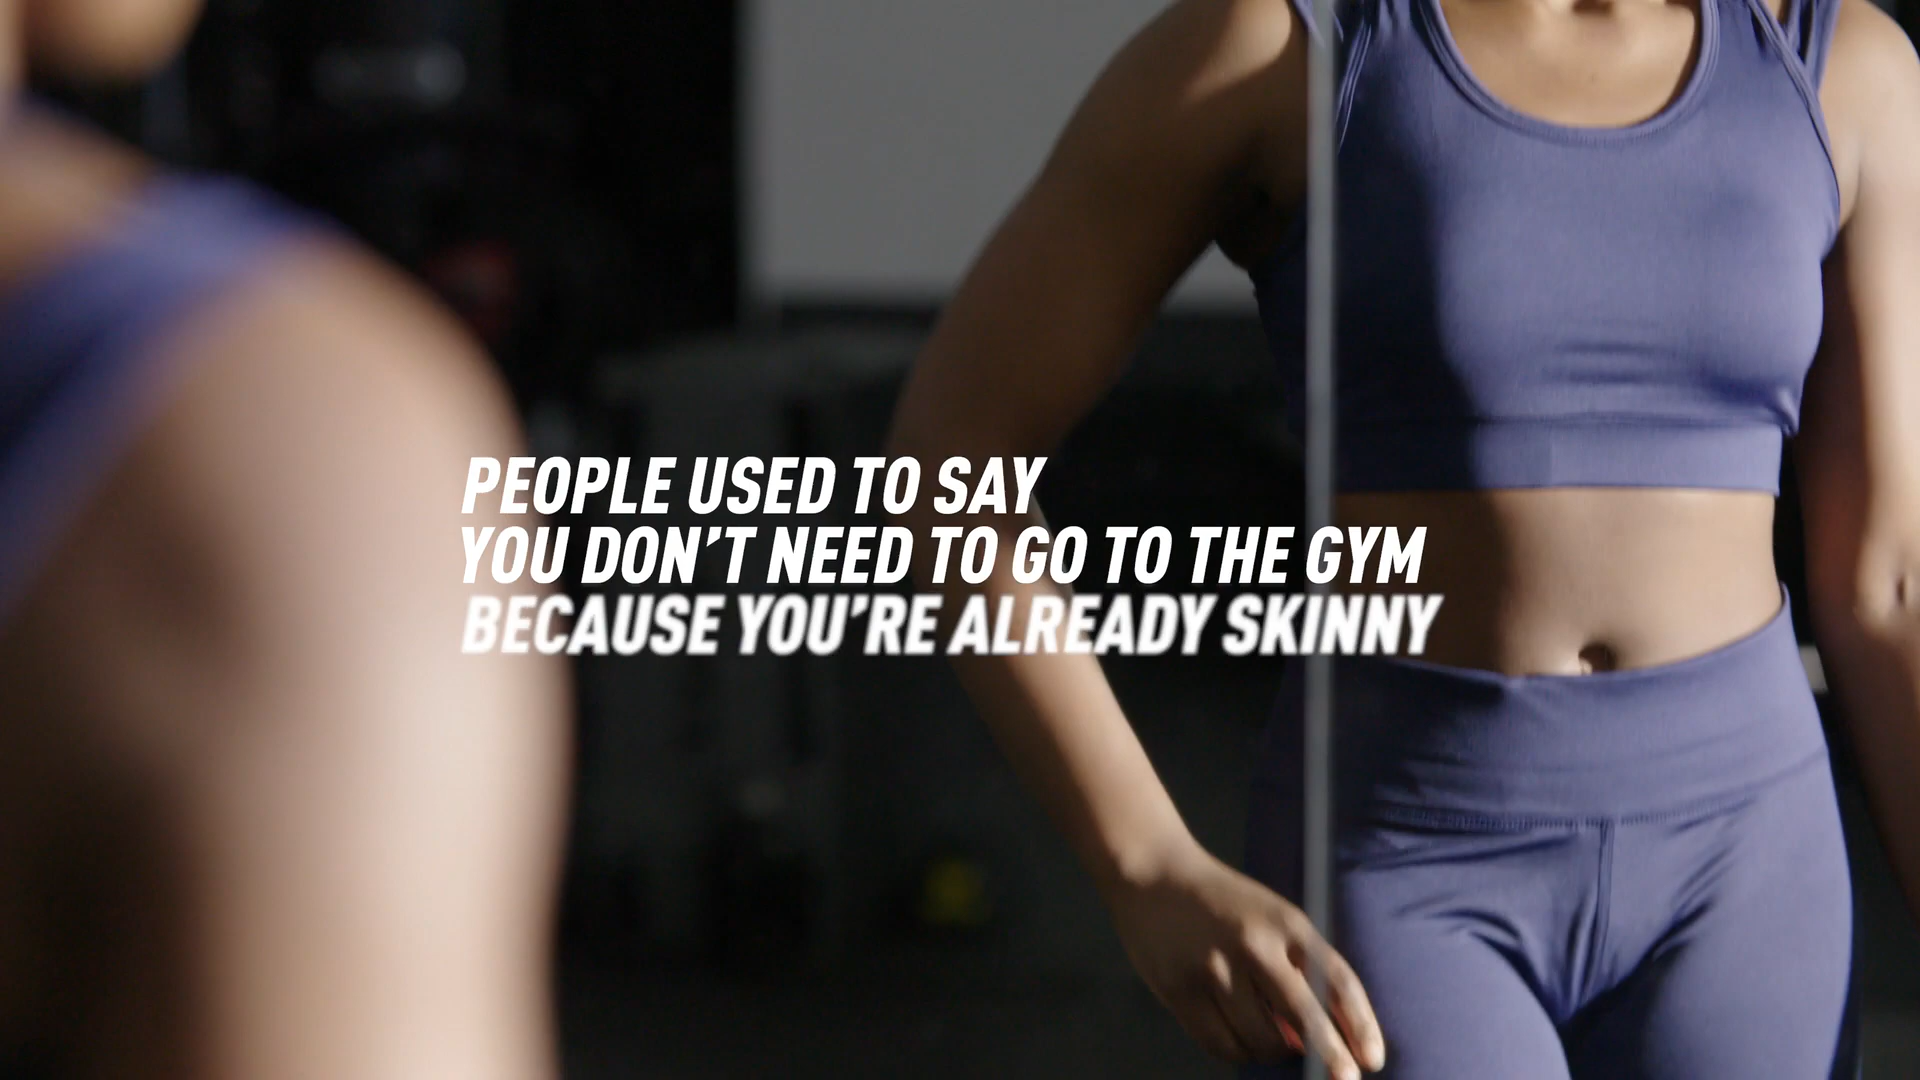 PEOPLE USED TO SAY
YOU DON’T NEED TO GO TO THE GYM
BECAUSE YOU’RE ALREADY SKINNY